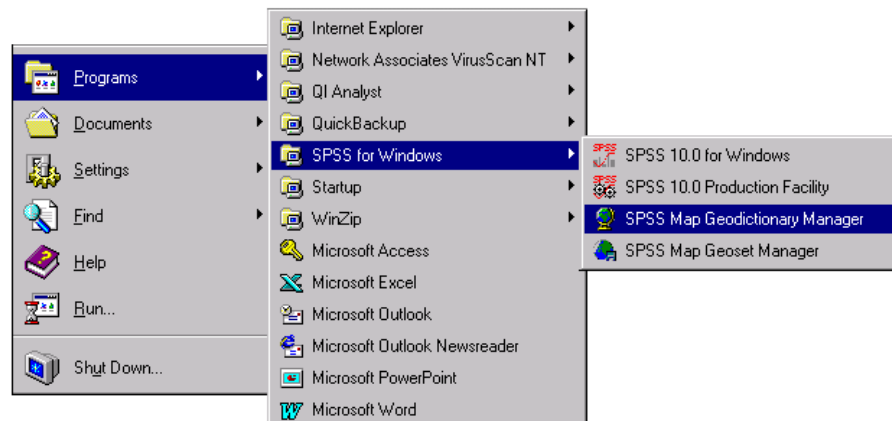 Programs
Documents
Settings
Find
Help
Run...
Shut Down...
Internet Explorer
Network Associates VirusScan NT
QI Analyst
QuickBackup
SPSS for Windows
Startup
WinZip
Microsoft Access
Microsoft Excel
Microsoft Outlook
Microsoft Outlook Newsreader
Microsoft PowerPoint
Microsoft Word
SPSS 10.0 for Windows
SPSS 10.0 Production Facility
SPSS Map Geodictionary Manager
SPSS Map Geoset Manager